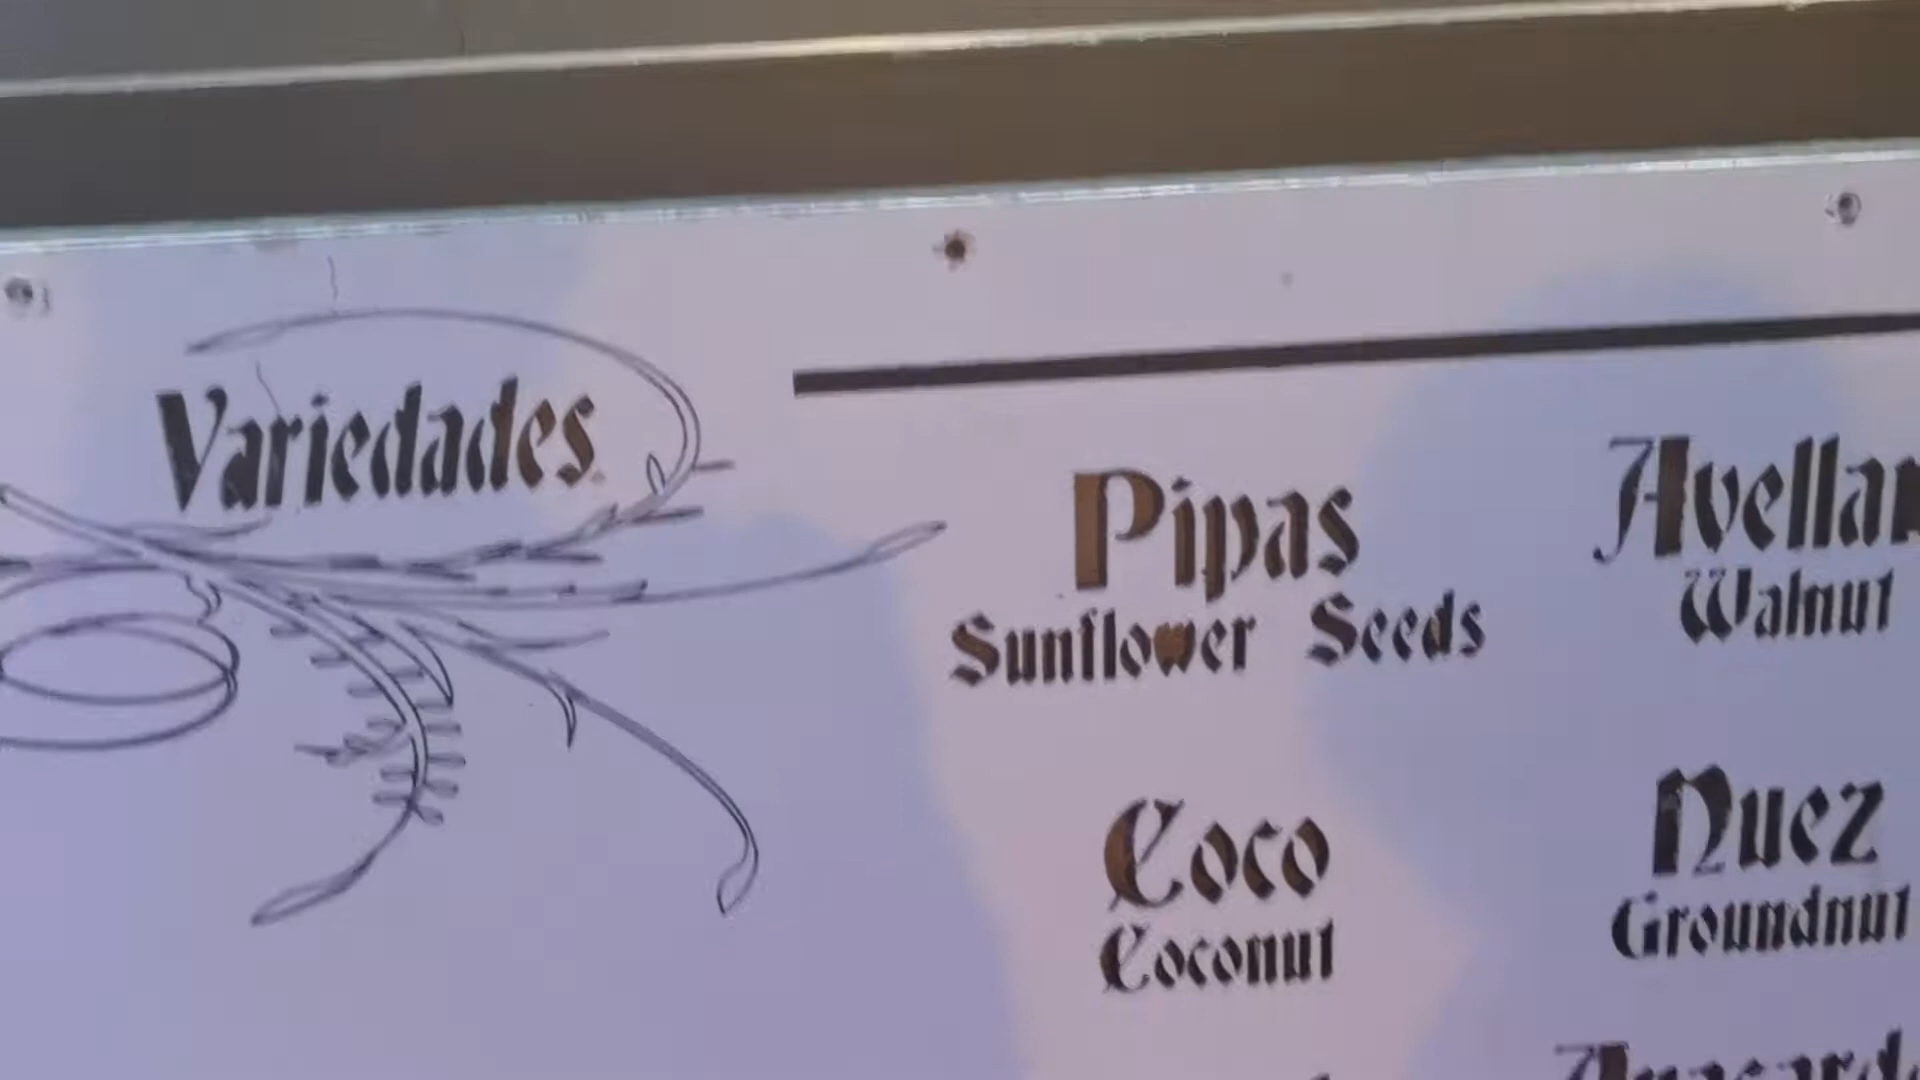 Variedades
Pipas
Sunflower Seeds
Avellan
Walnut
Coco
Coconut
Nuez
Groundnut